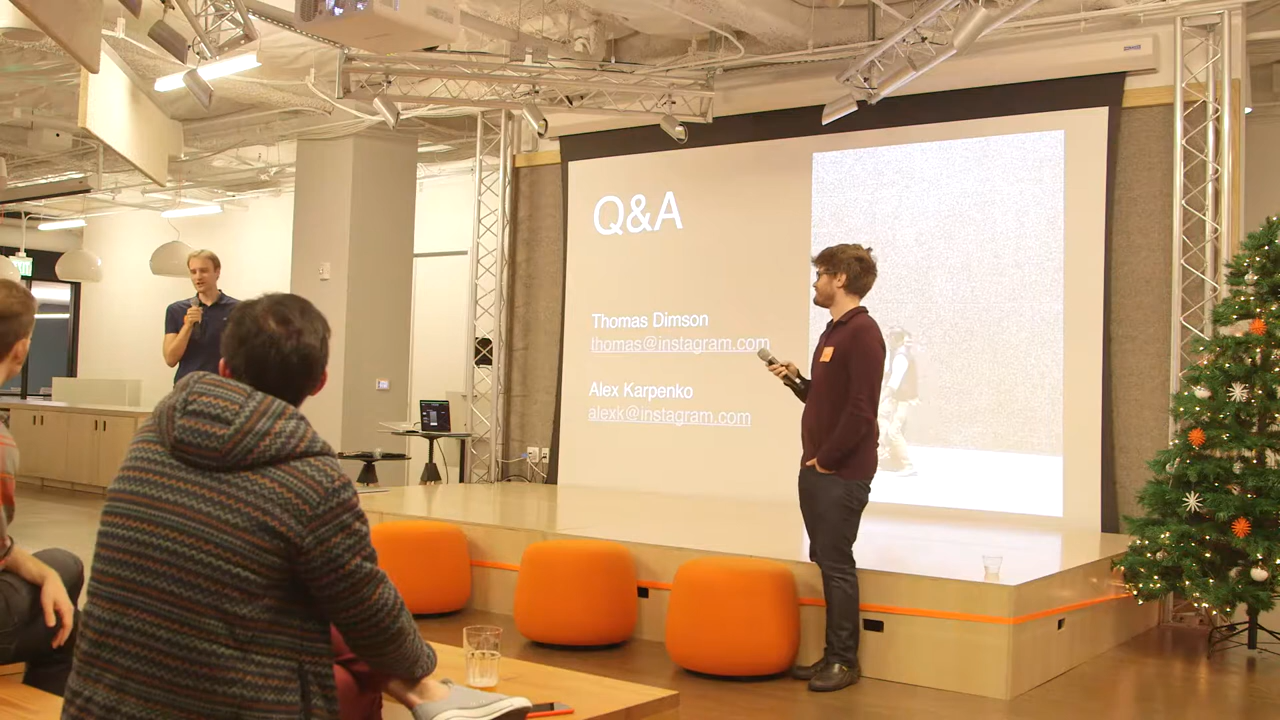 Q&A
Thomas Dimson
thomas@instagram.com
Alex Karpenko
alexk@instagram.com